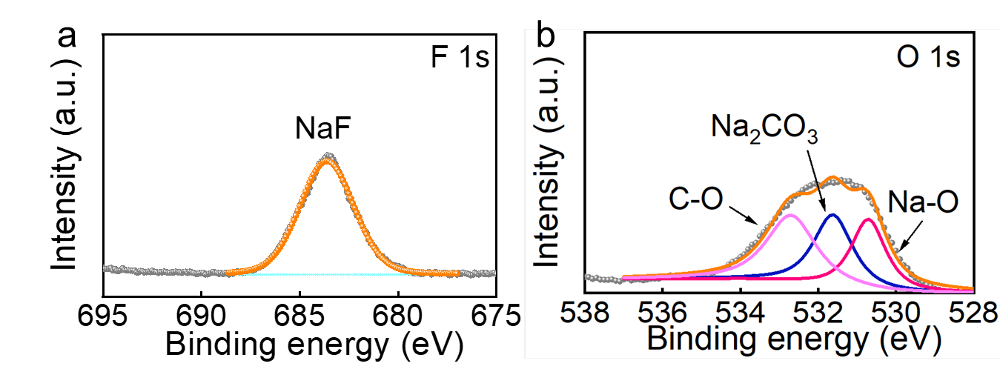 a
F 1s
NaF
Intensity (a.u.)
695 690 685 680 675
Binding energy (eV)
b
O 1s
Na₂CO₃
C-O
Na-O
Intensity (a.u.)
538 536 534 532 530 528
Binding energy (eV)